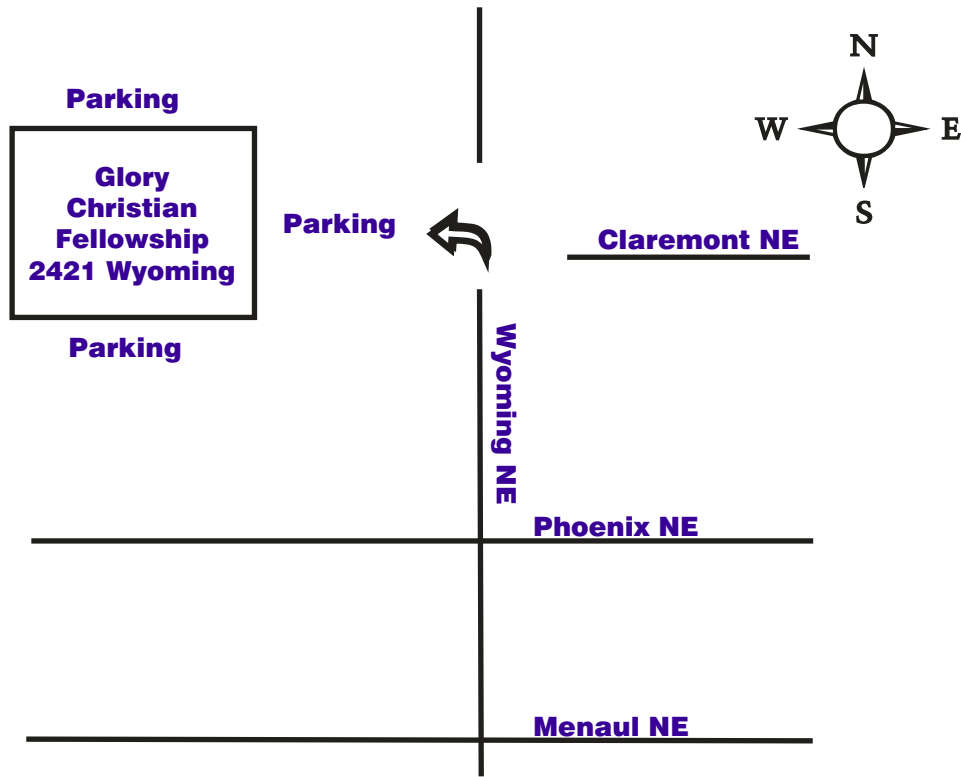 N
Parking
W
E
Glory
Christian
Fellowship
2421 Wyoming
Parking
S
Claremont NE
Parking
Wyoming NE
Phoenix NE
Menaul NE